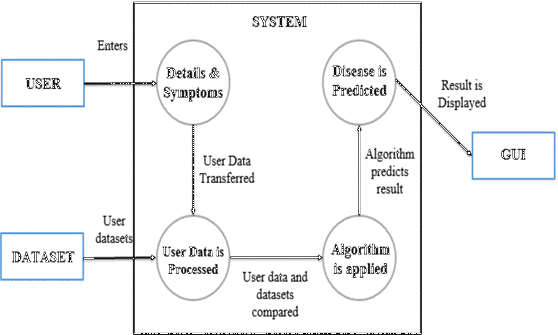 SYSTEM
Enters
USER
Details &
Symptoms
Disease is
Predicted
Result is
Displayed
GUI
User Data
Transferred
Algorithm
predicts
result
User
datasets
DATASET
User Data is
Processed
User data and
datasets
compared
Algorithm
is applied